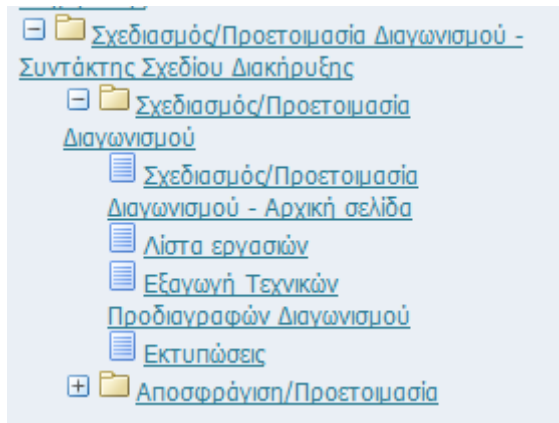 Σχεδιασμός/Προετοιμασία Διαγωνισμού -
Συντάκτης Σχεδίου Διακήρυξης
Σχεδιασμός/Προετοιμασία
Διαγωνισμού
Σχεδιασμός/Προετοιμασία
Διαγωνισμού - Αρχική σελίδα
Λίστα εργασιών
Εξαγωγή Τεχνικών
Προδιαγραφών Διαγωνισμού
Εκτυπώσεις
Αποσφράγιση/Προετοιμασία